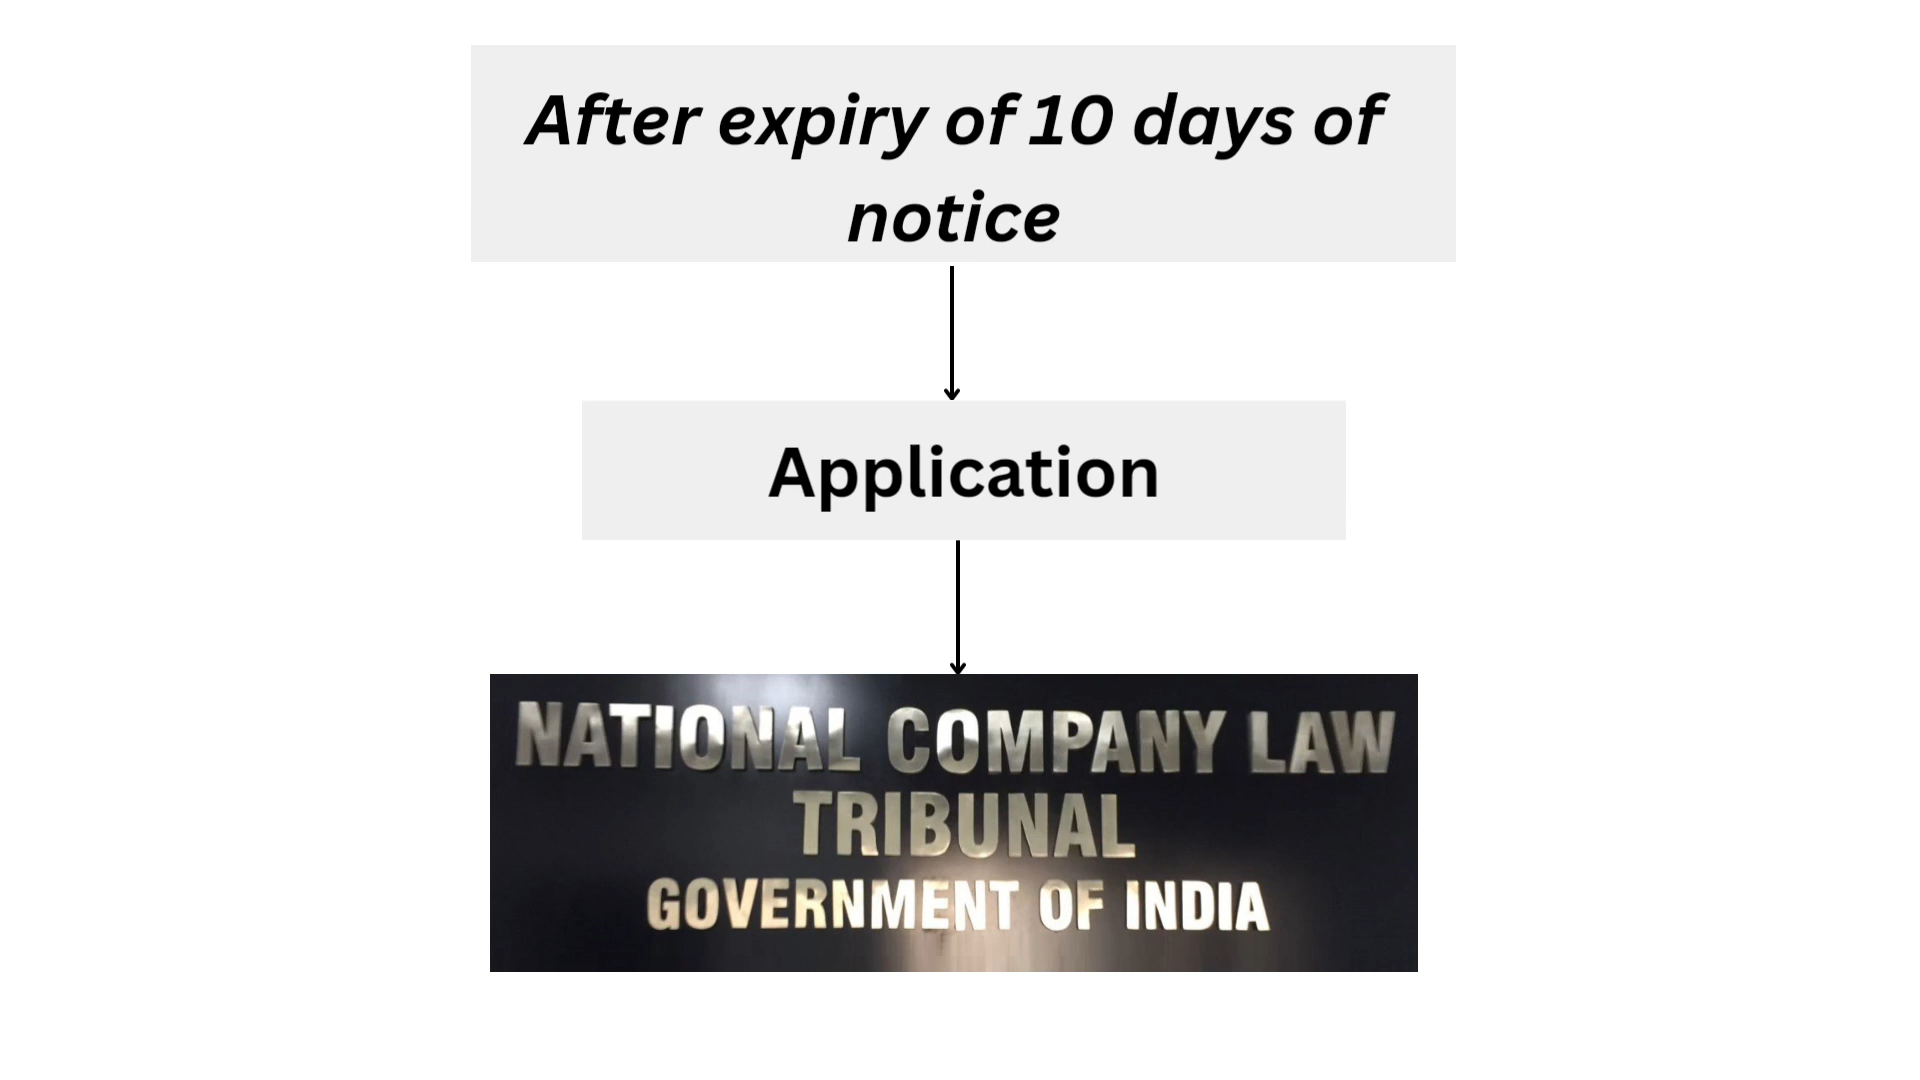 After expiry of 10 days of
notice
Application
NATIONAL COMPANY LAW
TRIBUNAL
GOVERNMENT OF INDIA